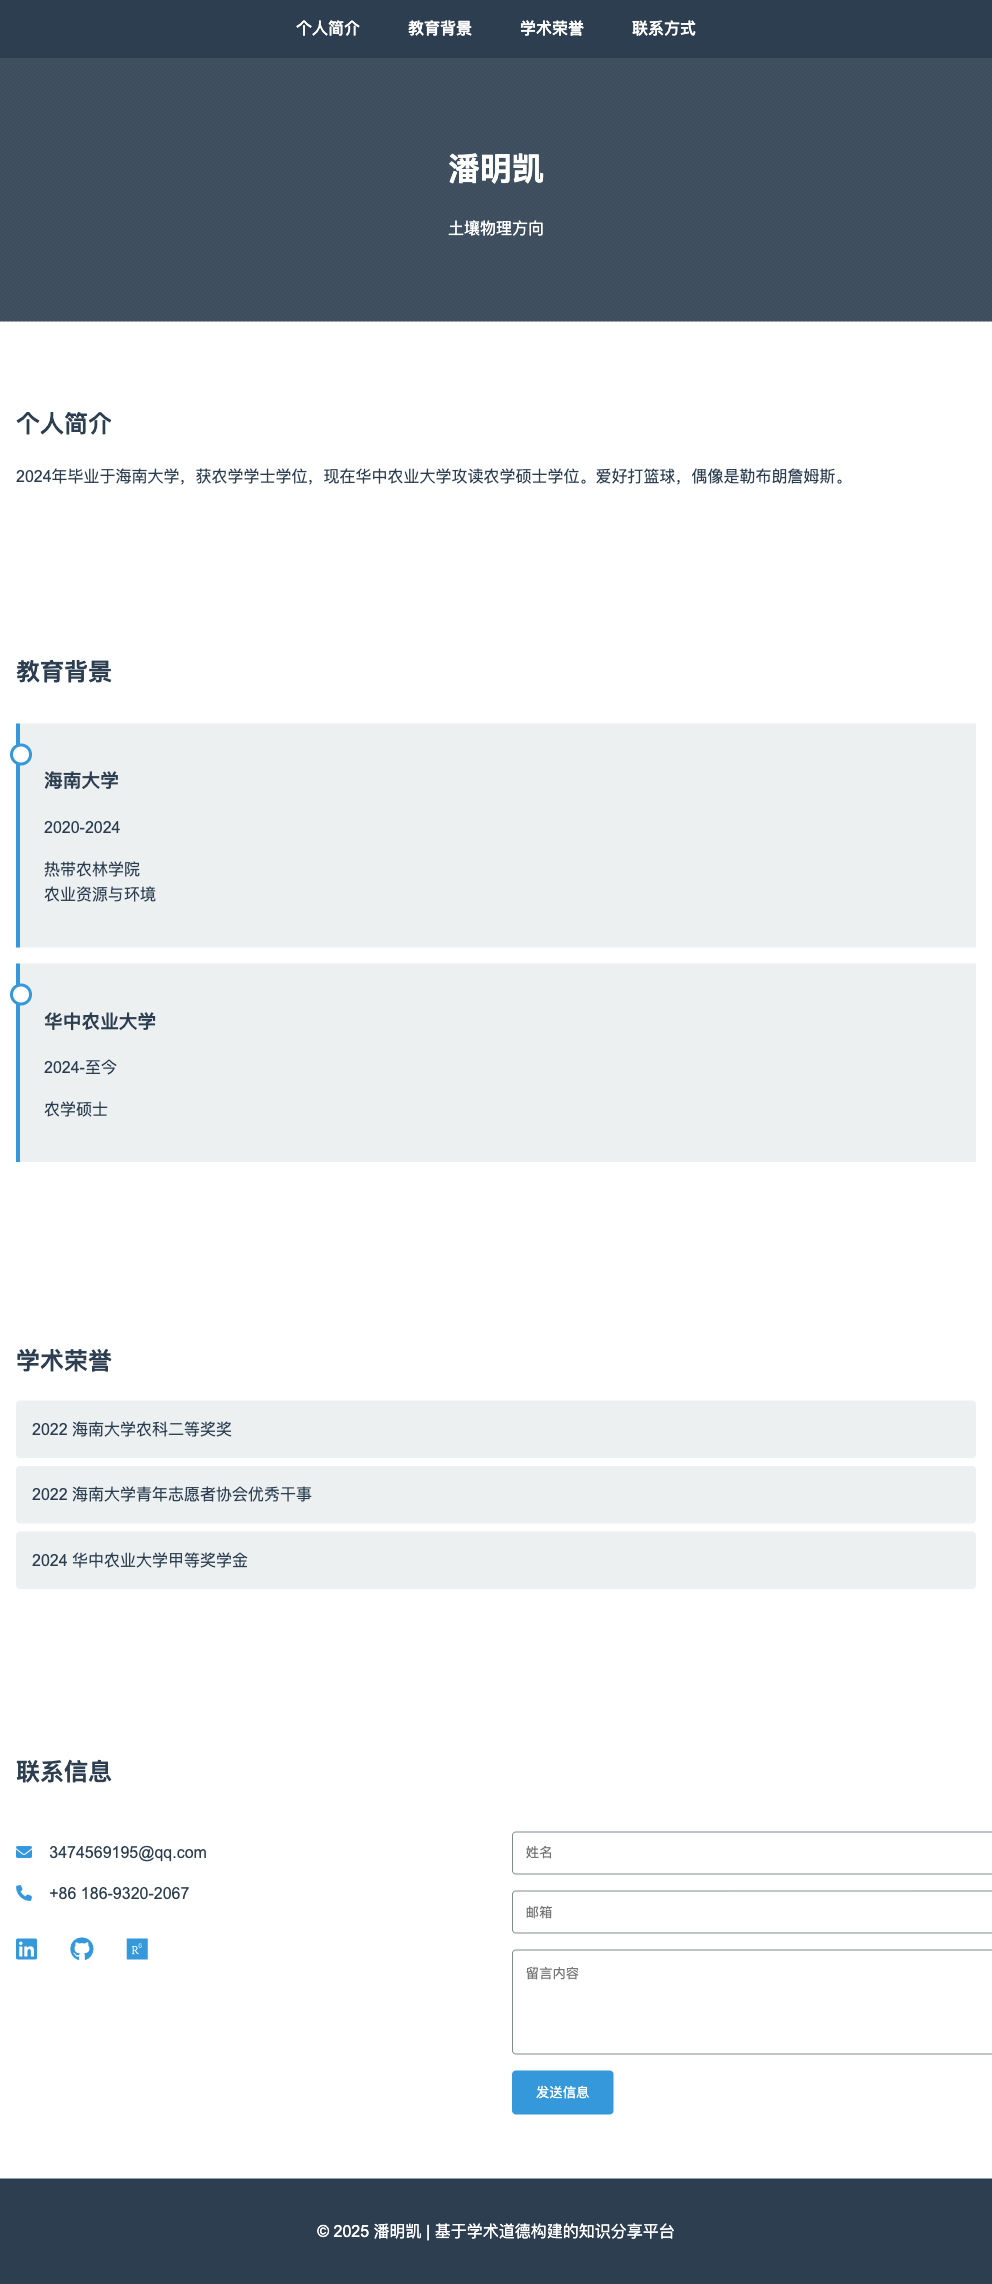 个人简介 教育背景 学术荣誉 联系方式
潘明凯
土壤物理方向
个人简介
2024年毕业于海南大学，获农学学士学位，现在华中农业大学攻读农学硕士学位。爱好打篮球，偶像是勒布朗詹姆斯。
教育背景
海南大学
2020-2024
热带农林学院
农业资源与环境
华中农业大学
2024-至今
农学硕士
学术荣誉
2022 海南大学农科二等奖奖
2022 海南大学青年志愿者协会优秀干事
2024 华中农业大学甲等奖学金
联系信息
3474569195@qq.com
+86 186-9320-2067
in
R G
姓名
邮箱
留言内容
发送信息
© 2025 潘明凯 | 基于学术道德构建的知识分享平台